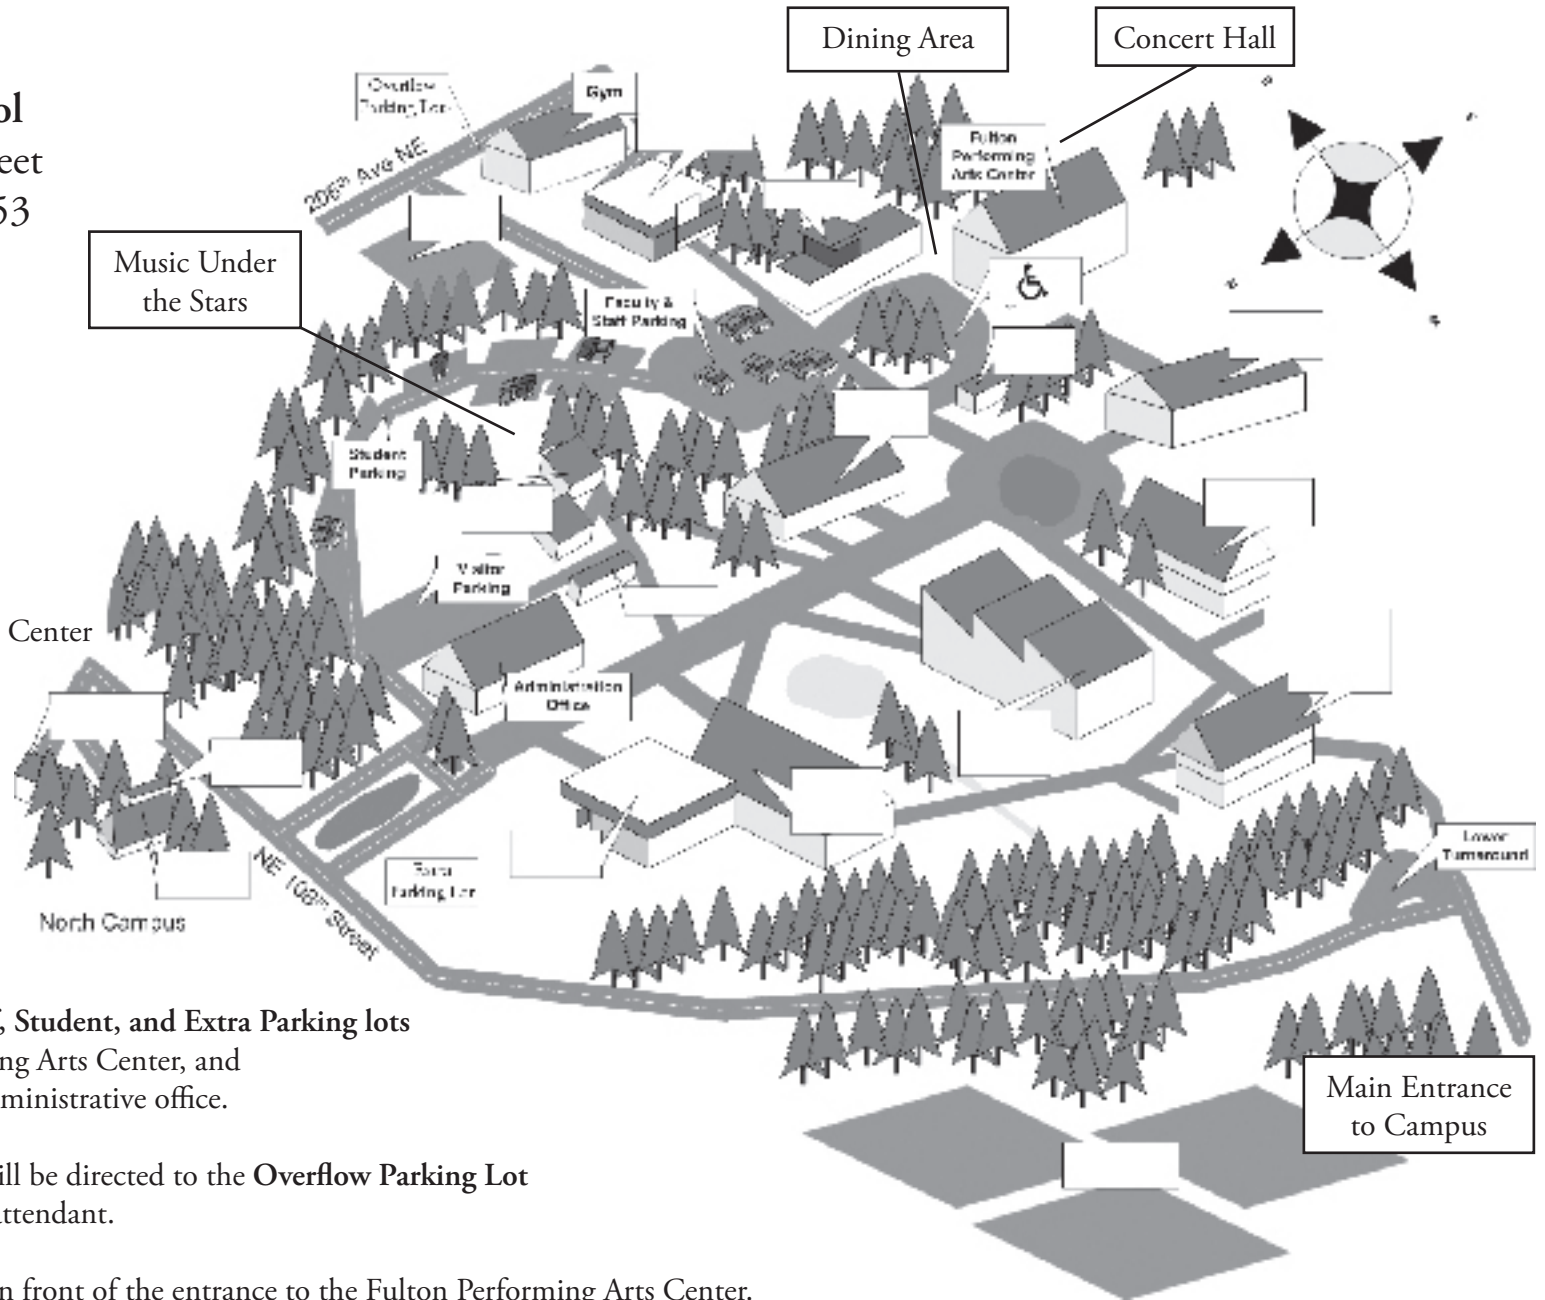 Dining Area
Concert Hall
ol
eet
53
Overflow
Parking Lot
Gym
206th Ave NE
Fulton
Performing
Arts Center
Music Under
the Stars
Faculty &
Staff Parking
Student
Parking
Visitor
Parking
Center
Administration
Office
Extra
Parking Lot
NE 108th Street
North Campus
Lower
Turnaround
Main Entrance
to Campus
, Student, and Extra Parking lots
ng Arts Center, and
ministrative office.
ill be directed to the Overflow Parking Lot
attendant.
n front of the entrance to the Fulton Performing Arts Center.